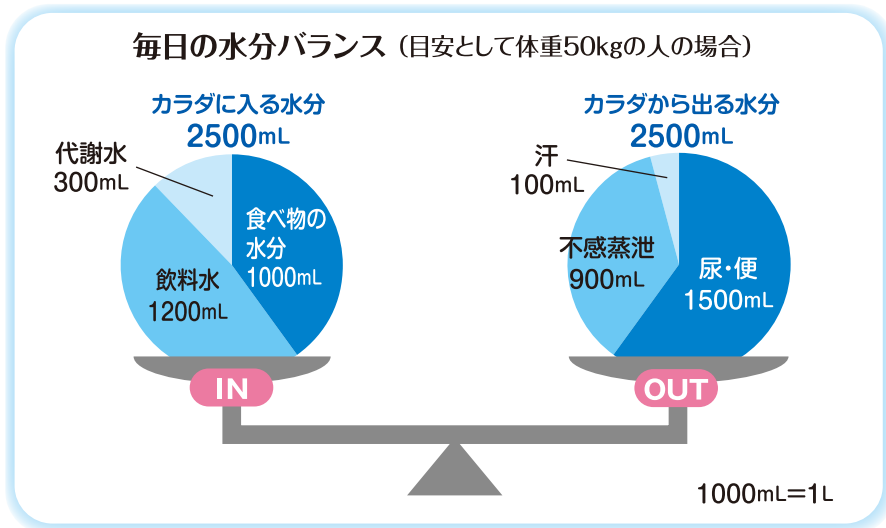 毎日の水分バランス（目安として体重50kgの人の場合）
カラダに入る水分
2500mL
代謝水
300mL
食べ物の
水分
1000mL
飲料水
1200mL
IN
カラダから出る水分
2500mL
汗
100mL
不感蒸泄
900mL
尿・便
1500mL
OUT
1000mL=1L